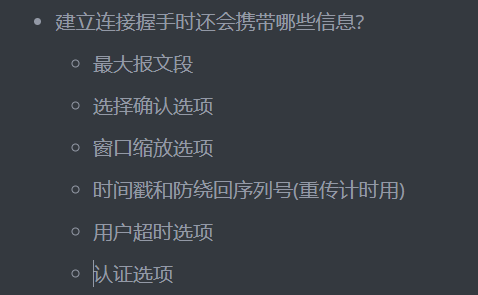 建立连接握手时还会携带哪些信息?
最大报文段
选择确认选项
窗口缩放选项
时间戳和防绕回序列号(重传计时用)
用户超时选项
认证选项